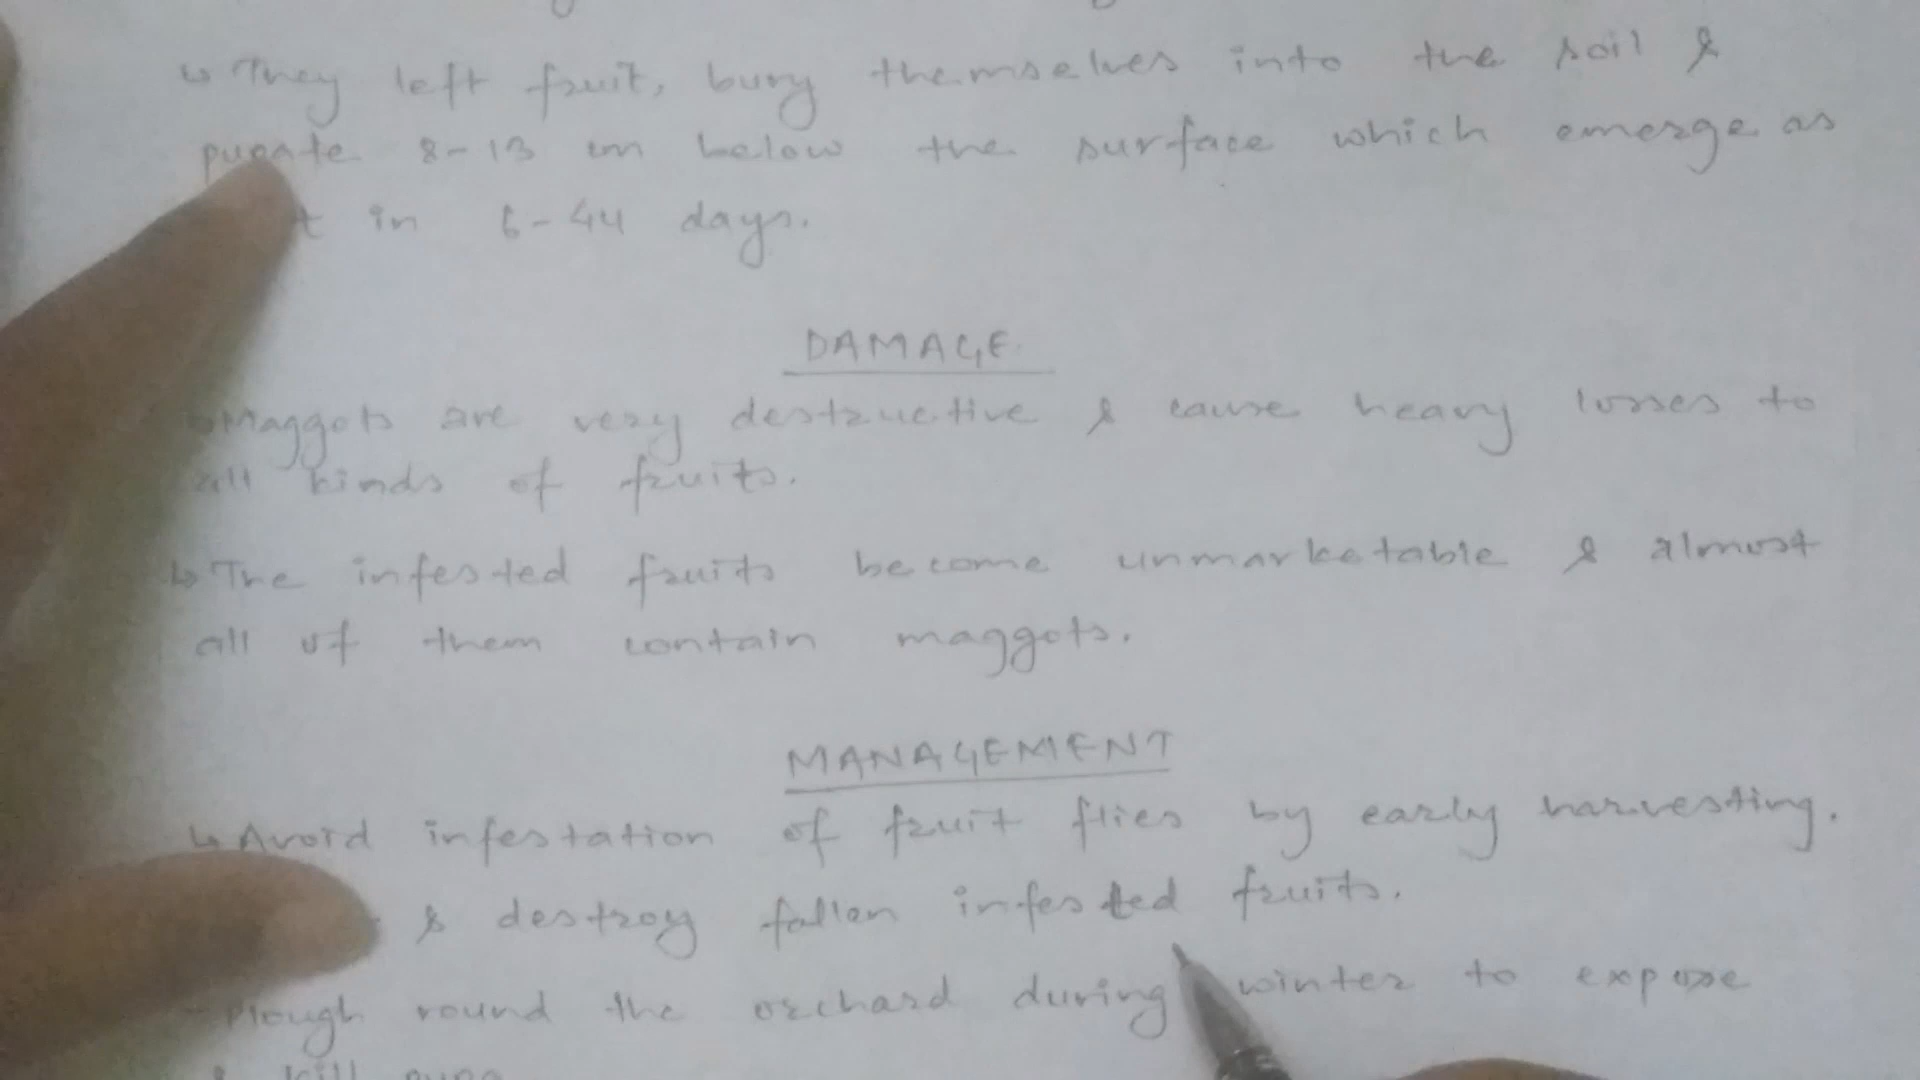 ↳ They left fruit, bury themselves into the soil &
pupate 8-13 cm below the surface which emerge as
in 6-44 days.
DAMAGE
↳ Maggots are very destructive & cause heavy losses to
all kinds of fruits.
↳ The infested fruits become unmarketable & almost
all of them contain maggots.
MANAGEMENT
↳ Avoid infestation of fruit flies by early harvesting.
& destroy fallen infested fruits.
Plough round the orchard during winter to expose
& kill pupa